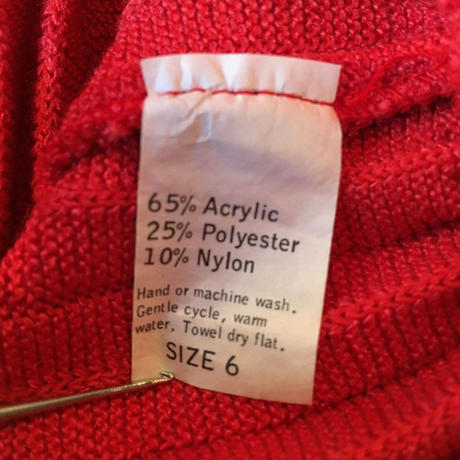 65% Acrylic
25% Polyester
10% Nylon
Hand or machine wash.
Gentle cycle, warm
water. Towel dry flat.
SIZE 6